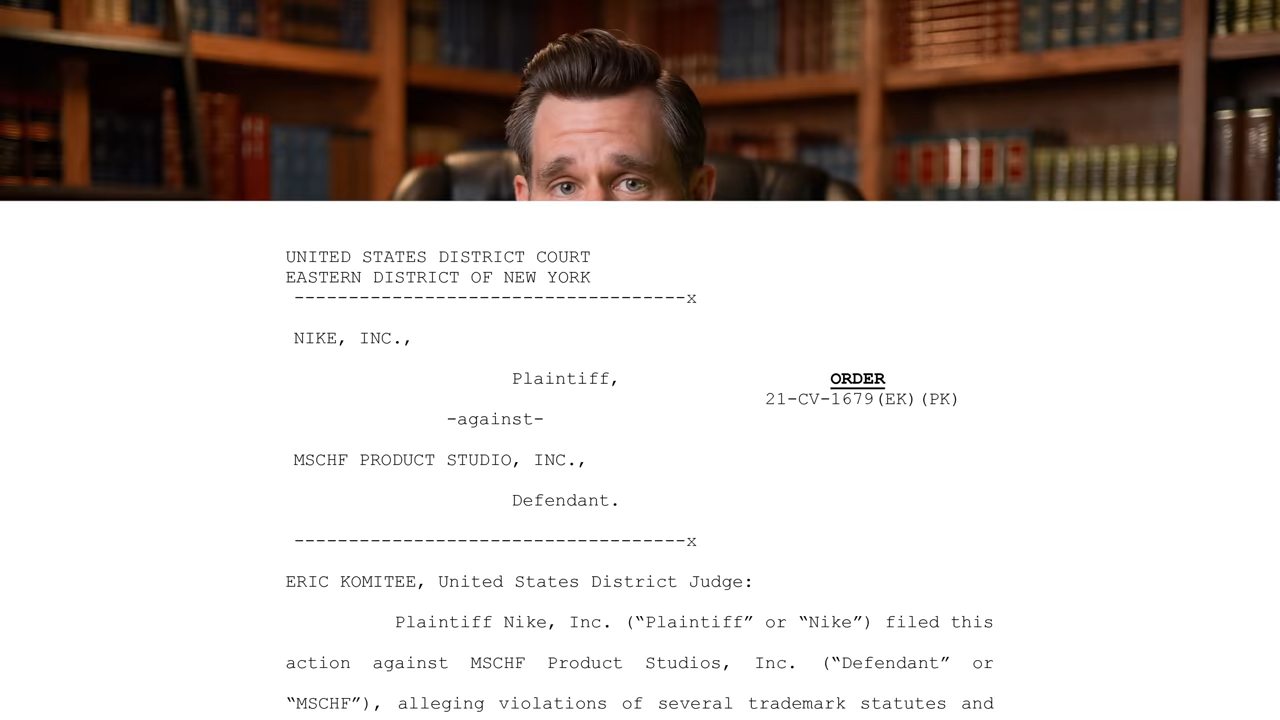 UNITED STATES DISTRICT COURT
EASTERN DISTRICT OF NEW YORK
------------------------------------x
NIKE, INC.,
Plaintiff,
ORDER
21-CV-1679(EK)(PK)
-against-
MSCHF PRODUCT STUDIO, INC.,
Defendant.
------------------------------------x
ERIC KOMITEE, United States District Judge:
Plaintiff Nike, Inc. (“Plaintiff” or “Nike”) filed this
action against MSCHF Product Studios, Inc. (“Defendant” or
“MSCHF”), alleging violations of several trademark statutes and